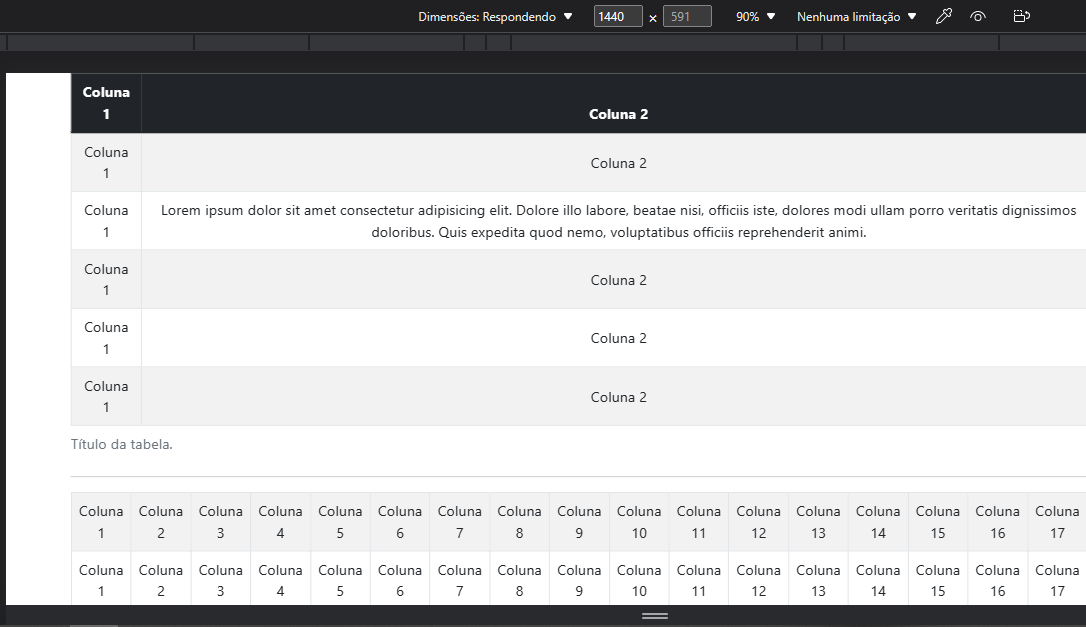 Dimensões: Respondendo 1440 × 591 90% Nenhuma limitação
Coluna
1 Coluna 2
Coluna
1 Coluna 2
Coluna
1 Lorem ipsum dolor sit amet consectetur adipisicing elit. Dolore illo labore, beatae nisi, officiis iste, dolores modi ullam porro veritatis dignissimos
doloribus. Quis expedita quod nemo, voluptatibus officiis reprehenderit animi.
Coluna
1 Coluna 2
Coluna
1 Coluna 2
Coluna
1 Coluna 2
Título da tabela.
Coluna Coluna Coluna Coluna Coluna Coluna Coluna Coluna Coluna Coluna Coluna Coluna Coluna Coluna Coluna Coluna Coluna
1 2 3 4 5 6 7 8 9 10 11 12 13 14 15 16 17
Coluna Coluna Coluna Coluna Coluna Coluna Coluna Coluna Coluna Coluna Coluna Coluna Coluna Coluna Coluna Coluna Coluna
1 2 3 4 5 6 7 8 9 10 11 12 13 14 15 16 17